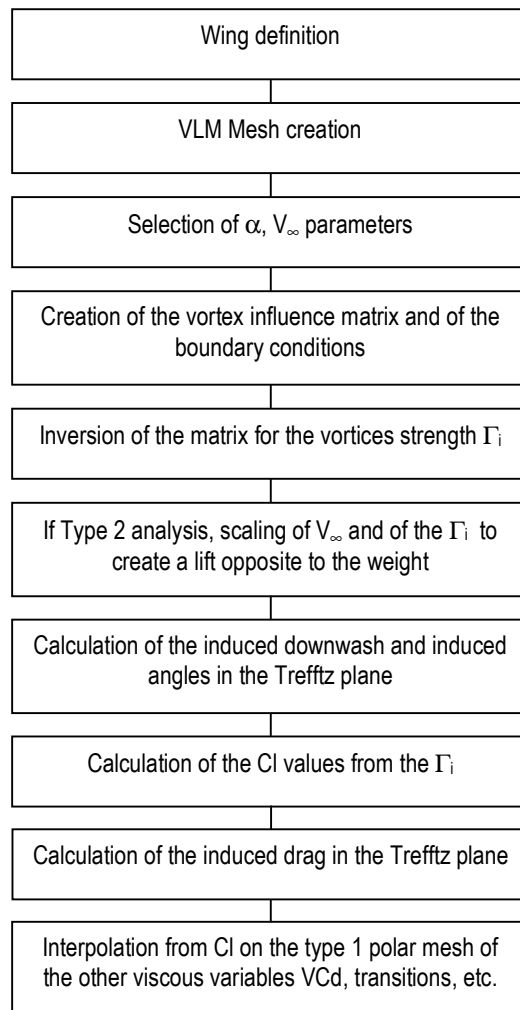 Wing definition
VLM Mesh creation
Selection of α, V∞ parameters
Creation of the vortex influence matrix and of the
boundary conditions
Inversion of the matrix for the vortices strength Γi
If Type 2 analysis, scaling of V∞ and of the Γi to
create a lift opposite to the weight
Calculation of the induced downwash and induced
angles in the Trefftz plane
Calculation of the Cl values from the Γi
Calculation of the induced drag in the Trefftz plane
Interpolation from Cl on the type 1 polar mesh of
the other viscous variables VCd, transitions, etc.